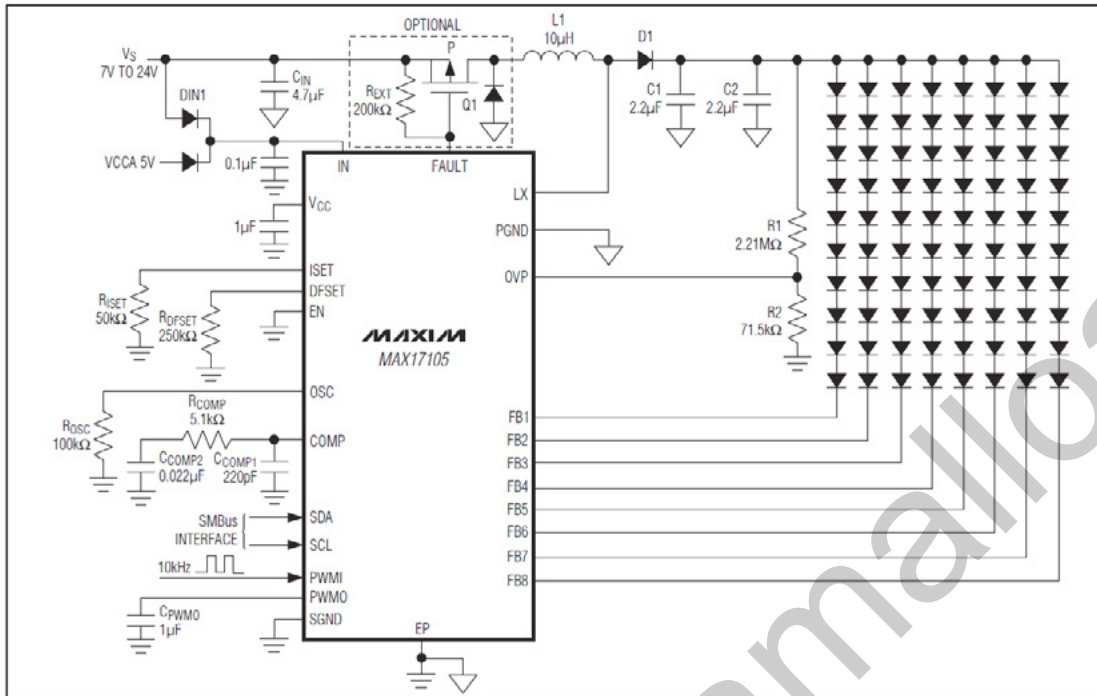 OPTIONAL
VS
7V TO 24V
CIN
4.7µF
DIN1
VCCA 5V
0.1µF
REXT
200kΩ
P
Q1
L1
10µH
D1
C1
2.2µF
C2
2.2µF
IN
FAULT
VCC
1µF
LX
PGND
R1
2.21MΩ
OVP
R2
71.5kΩ
ISET
RISET
50kΩ
DFSET
RDFSET
250kΩ
EN
MAXIM
MAX17105
OSC
ROSC
100kΩ
RCOMP
5.1kΩ
COMP
CCOMP2
0.022µF
CCOMP1
220pF
FB1
FB2
FB3
FB4
FB5
FB6
FB7
FB8
SMBus
INTERFACE
SDA
SCL
10kHz
PWMI
PWMO
CPWMO
1µF
SGND
EP